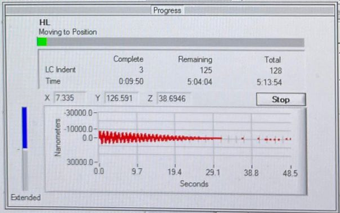 Progress
HL
Moving to Position
Complete Remaining Total
LC Indent 3 125 128
Time 0:09:50 5:04:04 5:13:54
X 7.335 Y 126.591 Z 38.6946 Stop
-30000.0
-10000.0
0.0
30000.0
Nanometers
0.0 9.7 19.4 29.1 38.8 48.5
Seconds
Extended